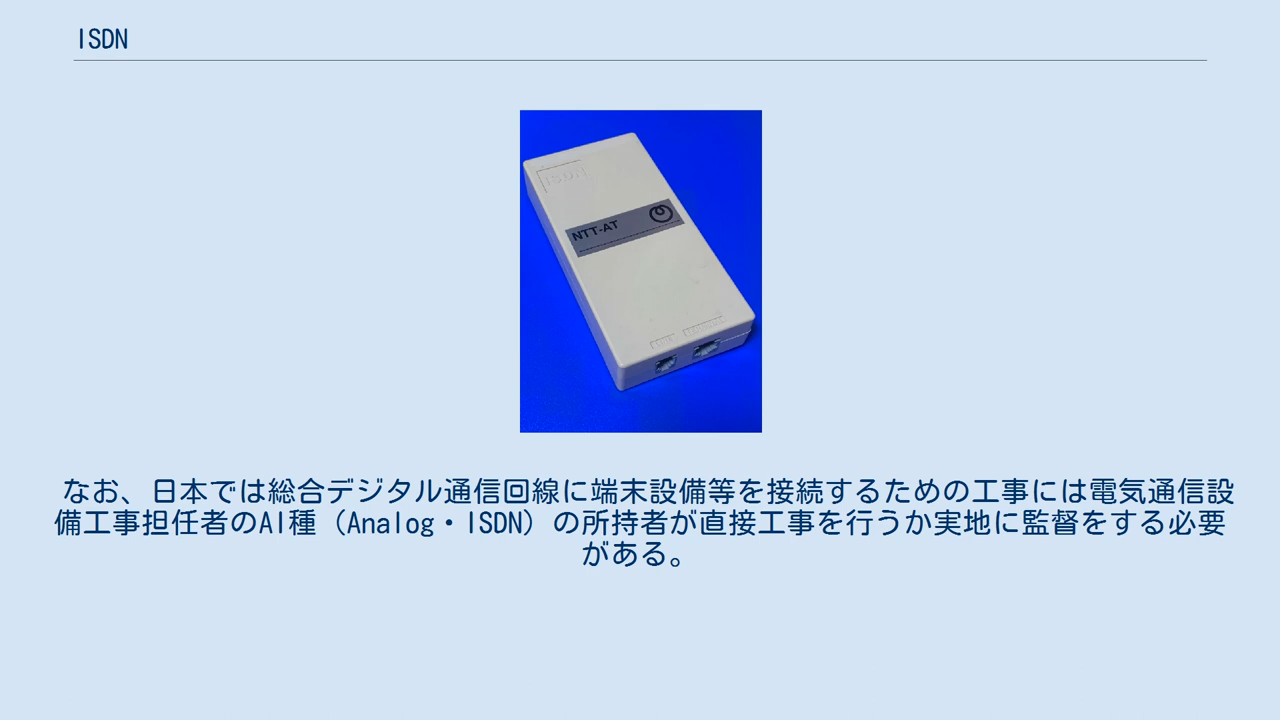 ISDN
NTT-AT
なお、日本では総合デジタル通信回線に端末設備等を接続するための工事には電気通信設
備工事担任者のAI種（Analog・ISDN）の所持者が直接工事を行うか実地に監督をする必要
がある。